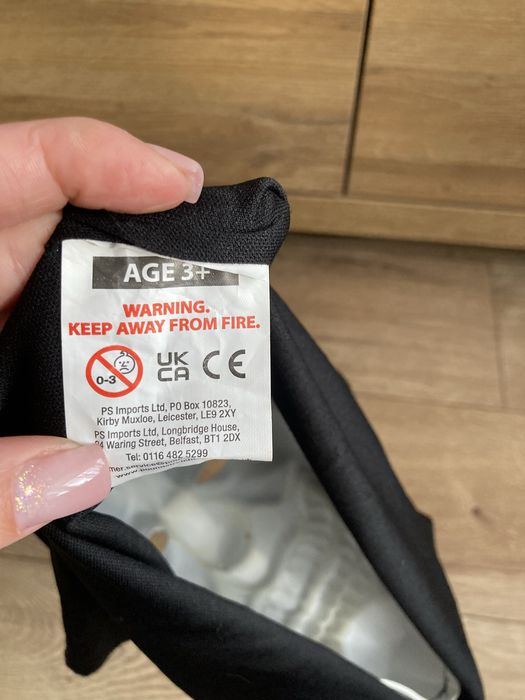 AGE 3+
WARNING.
KEEP AWAY FROM FIRE.
0-3
UK
CA CE
PS Imports Ltd, PO Box 10823,
Kirby Muxloe, Leicester, LE9 2XY
PS Imports Ltd, Longbridge House,
Waring Street, Belfast, BT1 2DX
Tel: 0116 482 5299